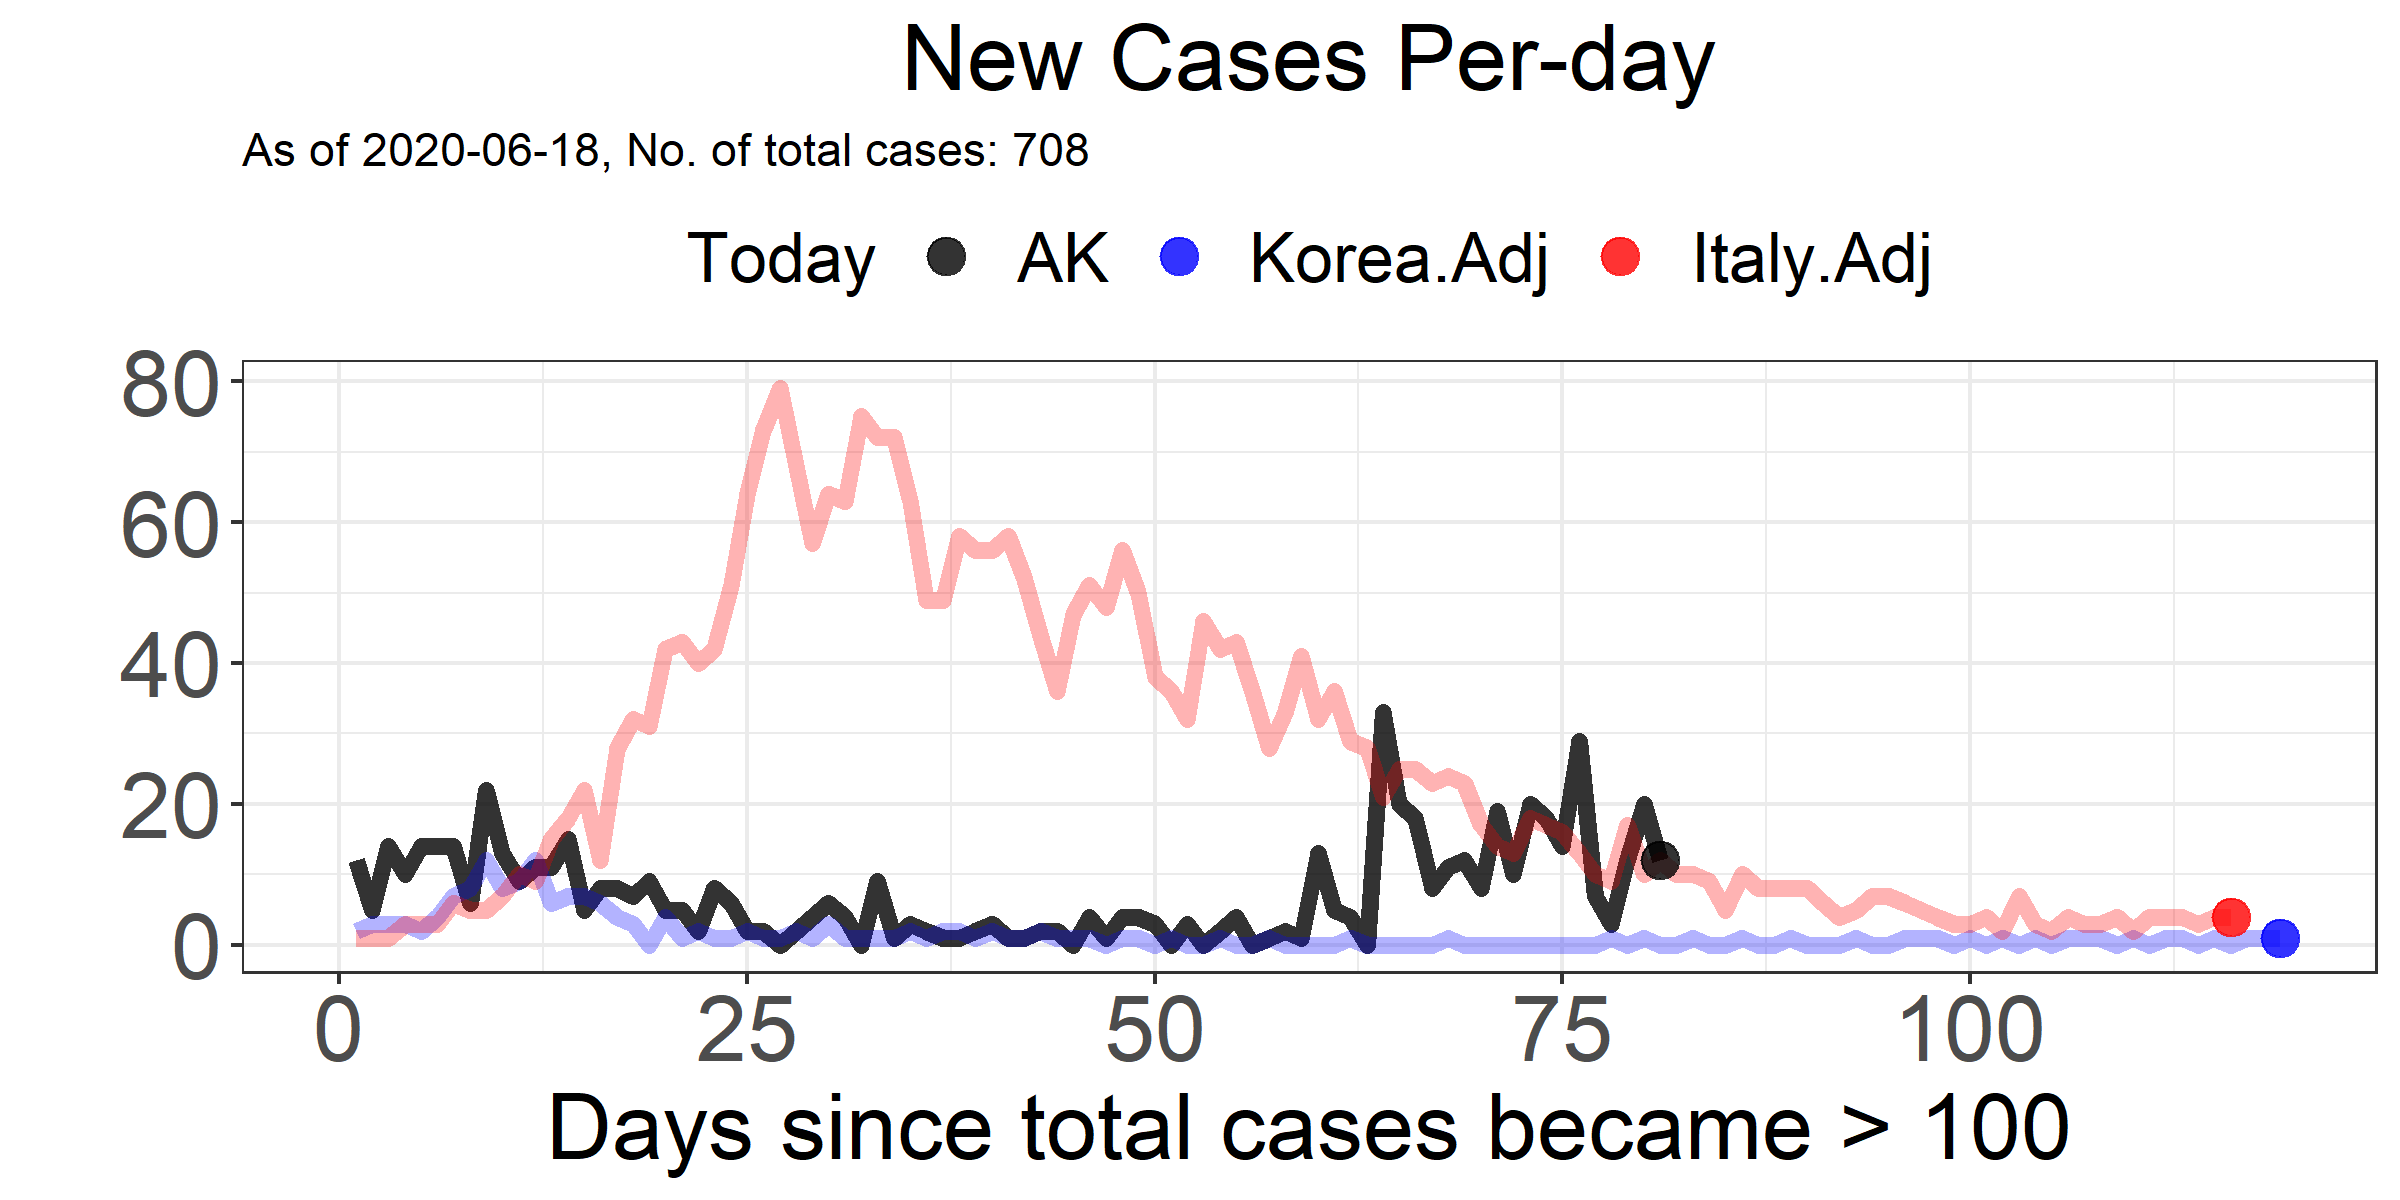 New Cases Per-day
As of 2020-06-18, No. of total cases: 708
Today AK Korea.Adj Italy.Adj
80
60
40
20
0
0 25 50 75 100
Days since total cases became > 100